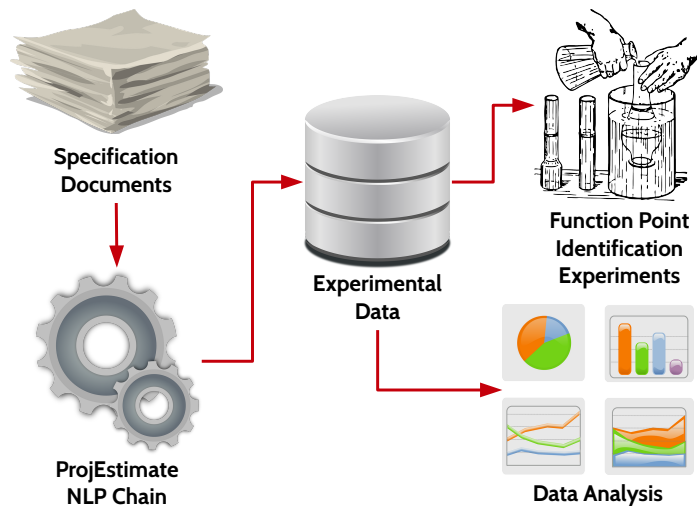 Specification
Documents
ProjEstimate
NLP Chain
Experimental
Data
Function Point
Identification
Experiments
Data Analysis